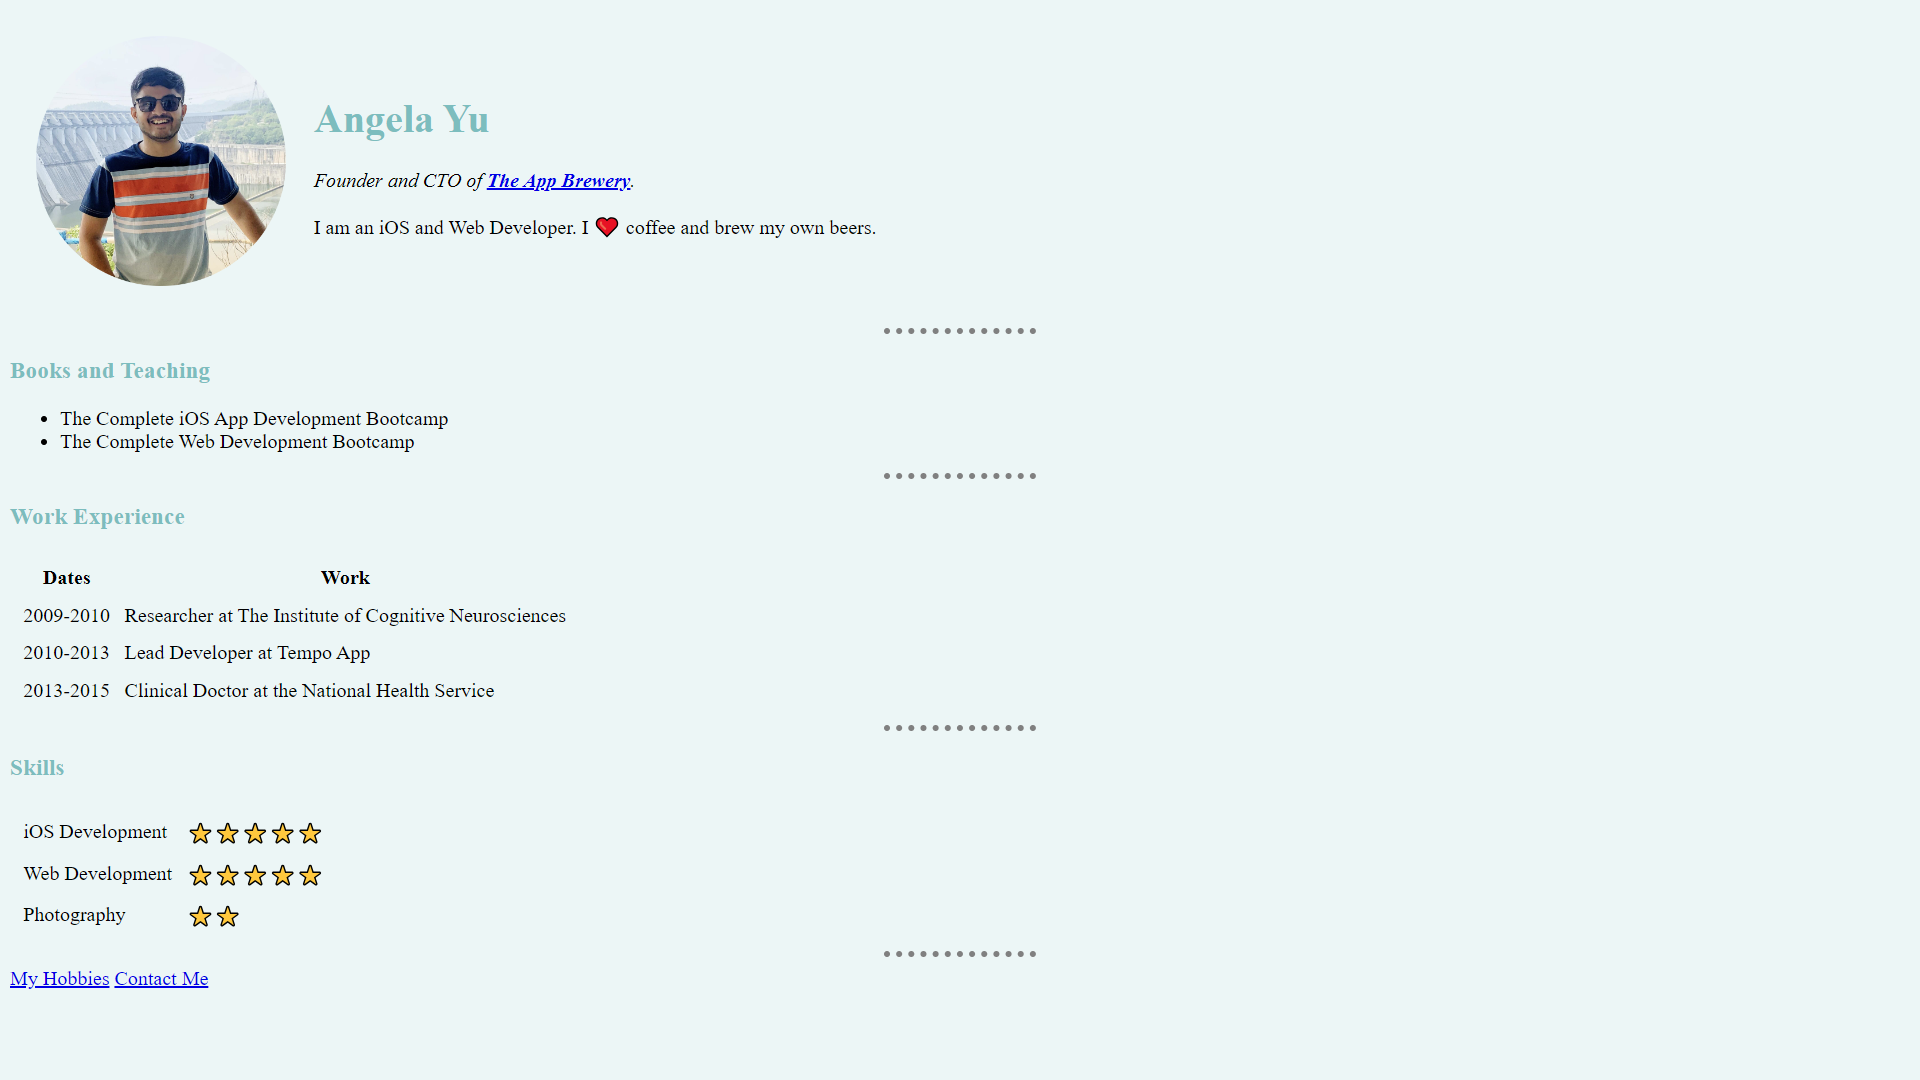 Angela Yu
Founder and CTO of The App Brewery.
I am an iOS and Web Developer. I ❤ coffee and brew my own beers.
Books and Teaching
• The Complete iOS App Development Bootcamp
• The Complete Web Development Bootcamp
Work Experience
Dates Work
2009-2010 Researcher at The Institute of Cognitive Neurosciences
2010-2013 Lead Developer at Tempo App
2013-2015 Clinical Doctor at the National Health Service
Skills
iOS Development ⭐⭐⭐⭐⭐
Web Development ⭐⭐⭐⭐⭐
Photography ⭐⭐
My Hobbies Contact Me